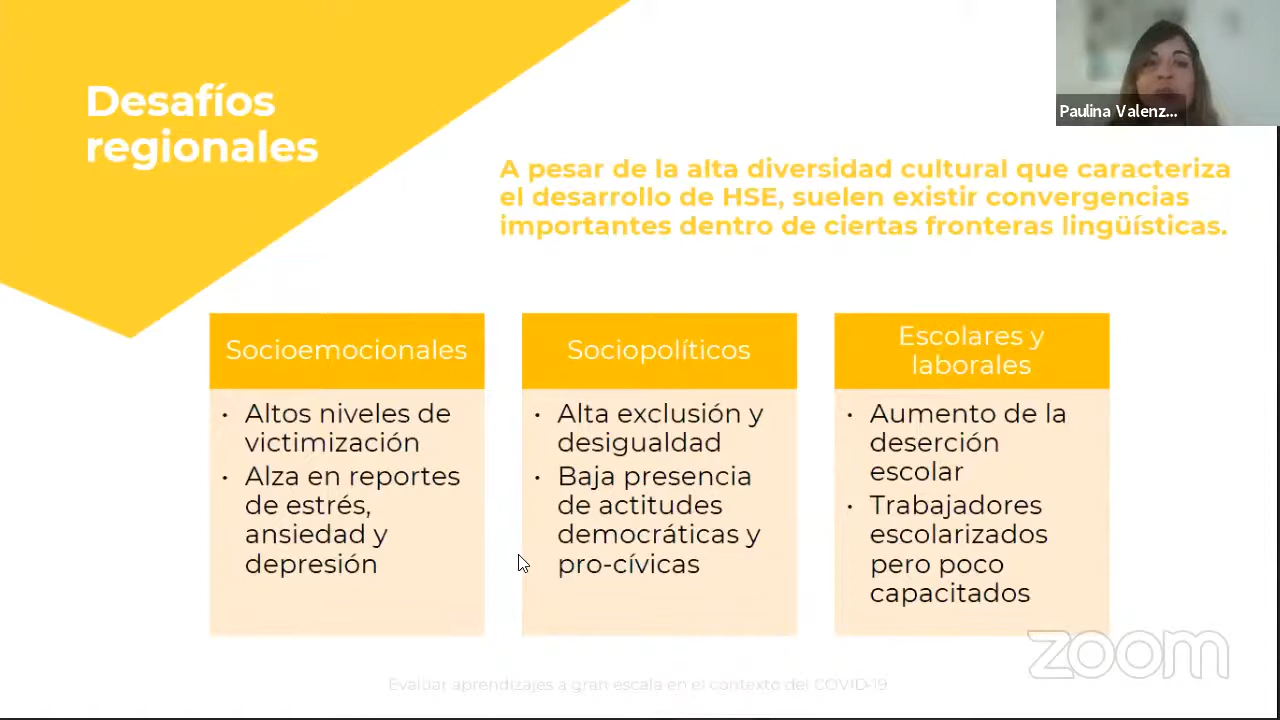 Desafíos
regionales
Paulina Valenz...
A pesar de la alta diversidad cultural que caracteriza
el desarrollo de HSE, suelen existir convergencias
importantes dentro de ciertas fronteras lingüísticas.
Socioemocionales
• Altos niveles de
victimización
• Alza en reportes
de estrés,
ansiedad y
depresión
Sociopolíticos
• Alta exclusión y
desigualdad
• Baja presencia
de actitudes
democráticas y
pro-cívicas
Escolares y
laborales
• Aumento de la
deserción
escolar
• Trabajadores
escolarizados
pero poco
capacitados
zoom
Evaluar aprendizajes a gran escala en el contexto del COVID-19